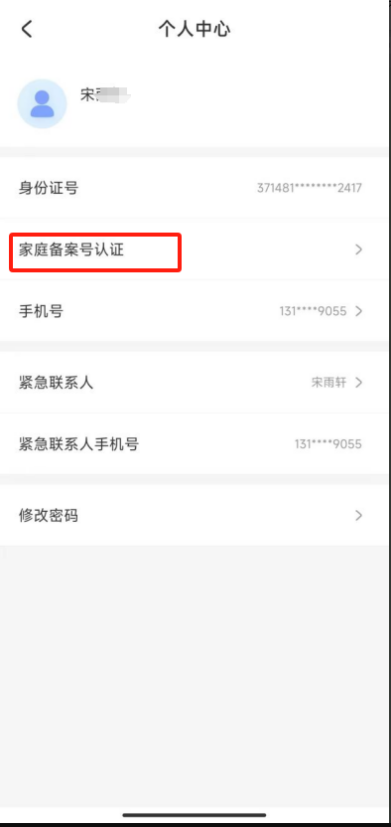 个人中心
宋
身份证号 371481********2417
家庭备案号认证
手机号 131****9055
紧急联系人 宋雨轩
紧急联系人手机号 131****9055
修改密码